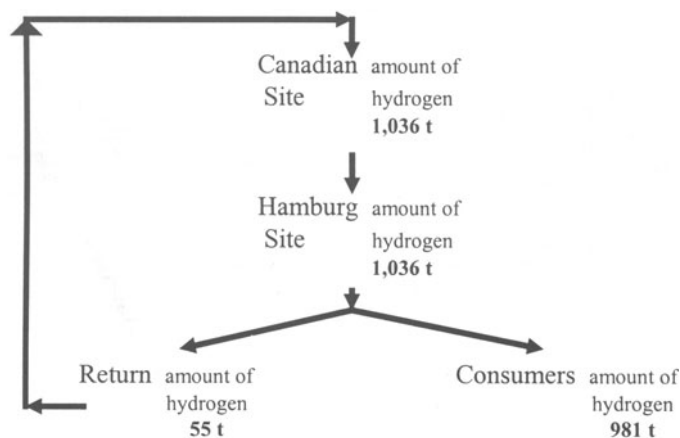 Canadian amount of
Site hydrogen
1,036 t
Hamburg amount of
Site hydrogen
1,036 t
Return amount of
hydrogen
55 t
Consumers amount of
hydrogen
981 t